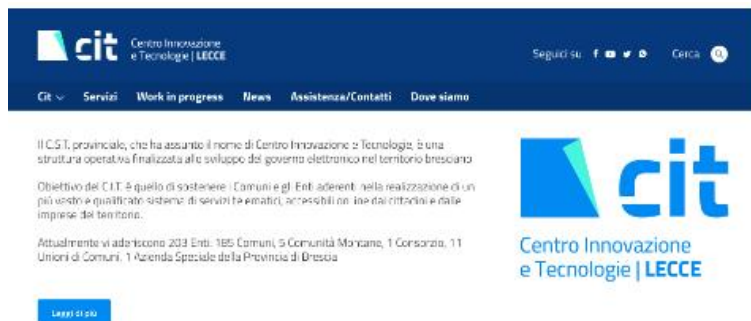 cit
Centro Innovazione
e Tecnologie | LECCE
Seguici su
Cerca
Cit Servizi Work in progress News Assistenza/Contatti Dove siamo
Il C.S.T. provinciale, che ha assunto il nome di Centro Innovazione e Tecnologie, è una
struttura operativa finalizzata allo sviluppo del governo elettronico nel territorio bresciano
Obiettivo del C.I.T. è quello di sostenere i Comuni e gli Enti aderenti nella realizzazione di un
più vasto e qualificato sistema di servizi telematici, accessibili on line dai cittadini e dalle
imprese del territorio.
Attualmente vi aderiscono 203 Enti: 185 Comuni, 5 Comunità Montane, 1 Consorzio, 11
Unioni di Comuni, 1 Azienda Speciale della Provincia di Brescia
Leggi di più
cit
Centro Innovazione
e Tecnologie | LECCE